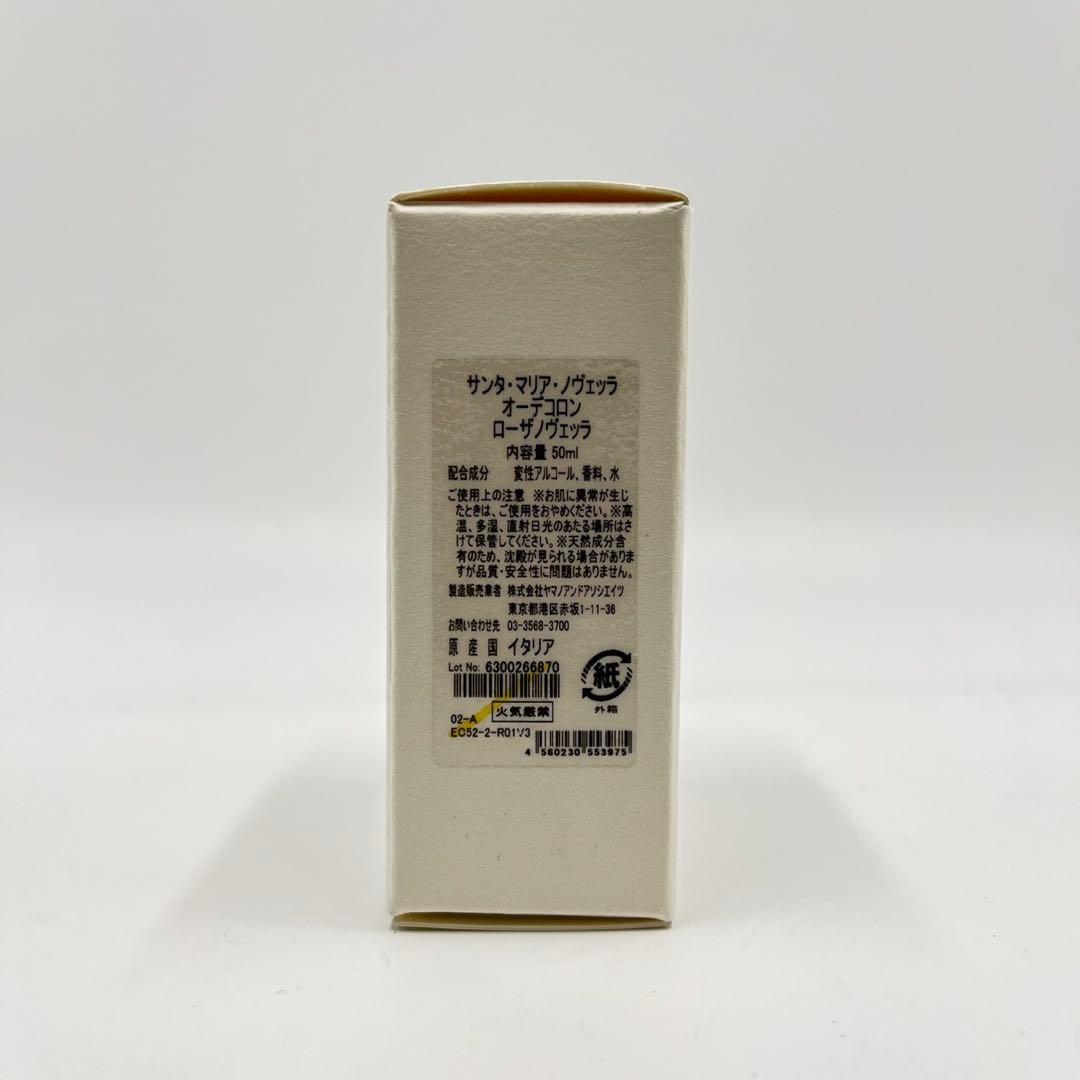 サンタ・マリア・ノヴェッラ
オーデコロン
ローザノヴェッラ
内容量 50ml
配合成分 変性アルコール、香料、水
ご使用上の注意 ※お肌に異常が生じ
たときは、ご使用をおやめください。※高
温、多湿、直射日光のあたる場所はさ
けて保管してください。※天然成分含
有のため、沈殿が見られる場合がありま
すが品質・安全性に問題はありません。
製造販売業者 株式会社ヤマノアンドアソシエイツ
東京都港区赤坂1-11-36
お問い合わせ先 03-3568-3700
原産国 イタリア
Lot No: 6300266870
紙
外箱
02-A 火気厳禁
EC52-2-R01V3
4 560230 553975